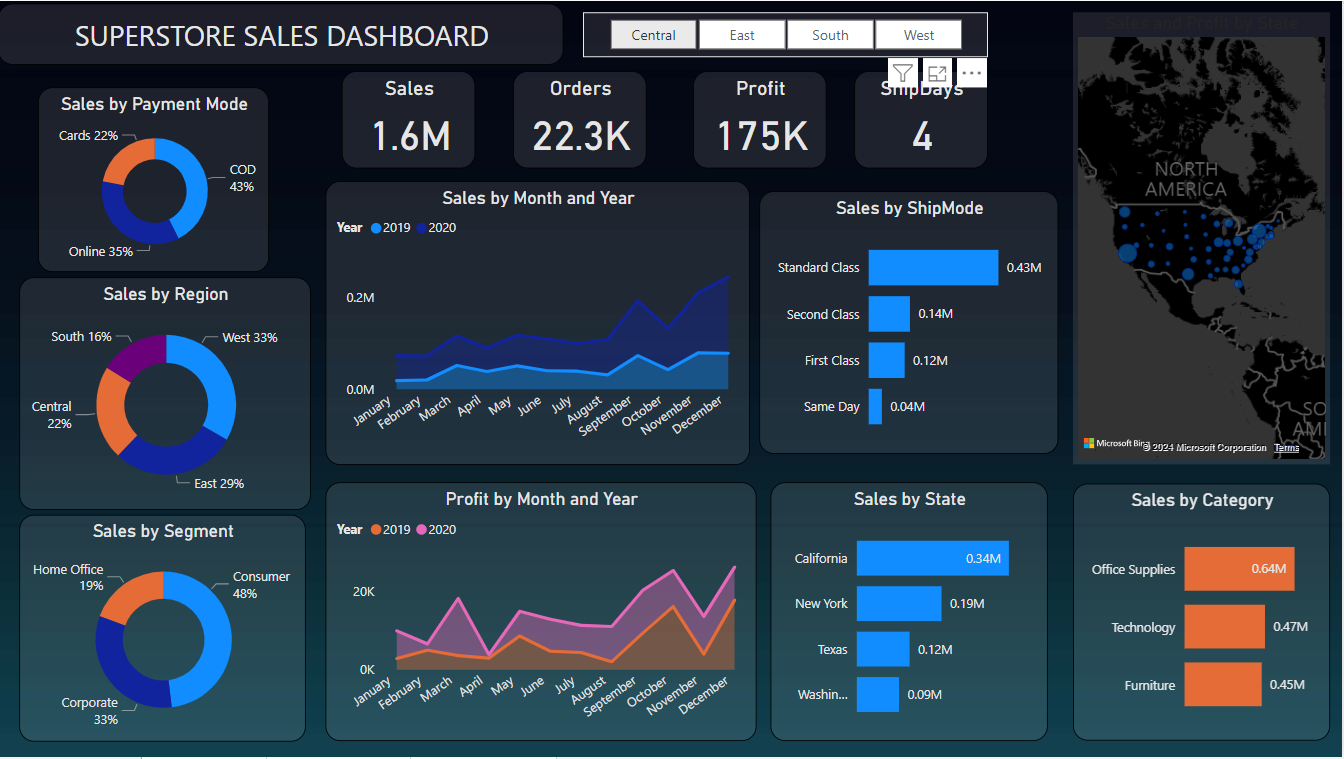 SUPERSTORE SALES DASHBOARD
Central
East
South
West
Sales and Profit by State
Sales
1.6M
Orders
22.3K
Profit
175K
ShipDays
4
Sales by Payment Mode
Cards 22%
COD
43%
Online 35%
Sales by Month and Year
Year 2019 2020
0.2M
0.0M
January
February
March
April
May
June
July
August
September
October
November
December
Sales by ShipMode
Standard Class 0.43M
Second Class 0.14M
First Class 0.12M
Same Day 0.04M
NORTH
AMERICA
SO
AM
Microsoft Bing
© 2024 Microsoft Corporation Terms
Sales by Region
South 16%
West 33%
Central
22%
East 29%
Sales by Segment
Home Office
19%
Consumer
48%
Corporate
33%
Profit by Month and Year
Year 2019 2020
20K
0K
January
February
March
April
May
June
July
August
September
October
November
December
Sales by State
California 0.34M
New York 0.19M
Texas 0.12M
Washin... 0.09M
Sales by Category
Office Supplies 0.64M
Technology 0.47M
Furniture 0.45M